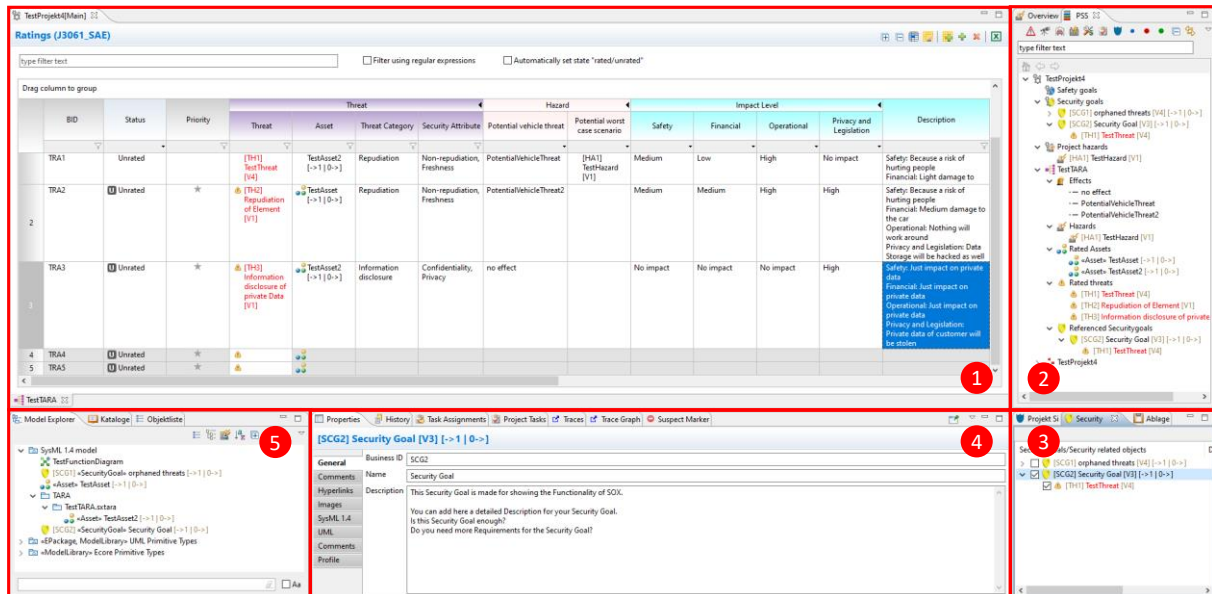 TestProjekt4[Main]
Ratings (J3061_SAE)
type filter text
Filter using regular expressions
Automatically set state "rated/unrated"
Drag column to group
Threat Hazard Impact Level
BID Status Priority Threat Asset Threat Category Security Attribute Potential vehicle threat Potential worst case scenario Safety Financial Operational Privacy and Legislation Description
TRA1 Unrated [TH1] TestAsset2 Repudiation Non-repudiation, PotentialVehicleThreat [HA1] Medium Low High No impact Safety: Because a risk of
TestThreat [->1 | 0->] Freshness TestHazard hurting people
[V4] [V1] Financial: Light damage to
2 TRA2 U Unrated [TH2] TestAsset Repudiation Non-repudiation, PotentialVehicleThreat2 Medium Medium High High Safety: Because a risk of
Repudiation [->1 | 0->] Freshness hurting people
of Element Financial: Medium damage to
[V1] the car
Operational: Nothing will
work around
Privacy and Legislation: Data
Storage will be hacked as well
TRA3 U Unrated [TH3] TestAsset2 Information Confidentiality, no effect No impact No impact No impact High Safety: Just impact on private
Information [->1 | 0->] disclosure Privacy data
disclosure of Financial: Just impact on
private Data private data
[V1] Operational: Just impact on
private data
Privacy and Legislation:
Private data of customer will
be stolen
4 TRA4 U Unrated
5 TRA5 U Unrated
1
TestTARA
Overview PSS
type filter text
TestProjekt4
Safety goals
Security goals
[SCG1] orphaned threats [V4] [->1 | 0->]
[SCG2] Security Goal [V3] [->1 | 0->]
[TH1] TestThreat [V4]
Project hazards
[HA1] TestHazard [V1]
TestTARA
Effects
no effect
PotentialVehicleThreat
PotentialVehicleThreat2
Hazards
[HA1] TestHazard [V1]
Rated Assets
«Asset» TestAsset [->1 | 0->]
«Asset» TestAsset2 [->1 | 0->]
Rated threats
[TH1] TestThreat [V4]
[TH2] Repudiation of Element [V1]
[TH3] Information disclosure of private
Referenced Securitygoals
[SCG2] Security Goal [V3] [->1 | 0->]
[TH1] TestThreat [V4]
TestProjekt4
2
Model Explorer Kataloge Objektliste
5
SysML 1.4 model
TestFunctionDiagram
[SCG1] «SecurityGoal» orphaned threats [->1 | 0->]
«Asset» TestAsset [->1 | 0->]
TARA
TestTARA.sxtara
«Asset» TestAsset2 [->1 | 0->]
[SCG2] «SecurityGoal» Security Goal [->1 | 0->]
«EPackage, ModelLibrary» UML Primitive Types
«ModelLibrary» Ecore Primitive Types
Aa
Properties History Task Assignments Project Tasks Traces Trace Graph Suspect Marker
4
[SCG2] Security Goal [V3] [->1 | 0->]
General
Comments
Hyperlinks
Images
SysML 1.4
UML
Comments
Profile
Business ID SCG2
Name Security Goal
Description This Security Goal is made for showing the Functionality of SOX.
You can add here a detailed Description for your Security Goal.
Is this Security Goal enough?
Do you need more Requirements for the Security Goal?
Projekt Si Security Ablage
3
als/Security related objects
[SCG1] orphaned threats [V4] [->1 | 0->]
[SCG2] Security Goal [V3] [->1 | 0->]
[TH1] TestThreat [V4]